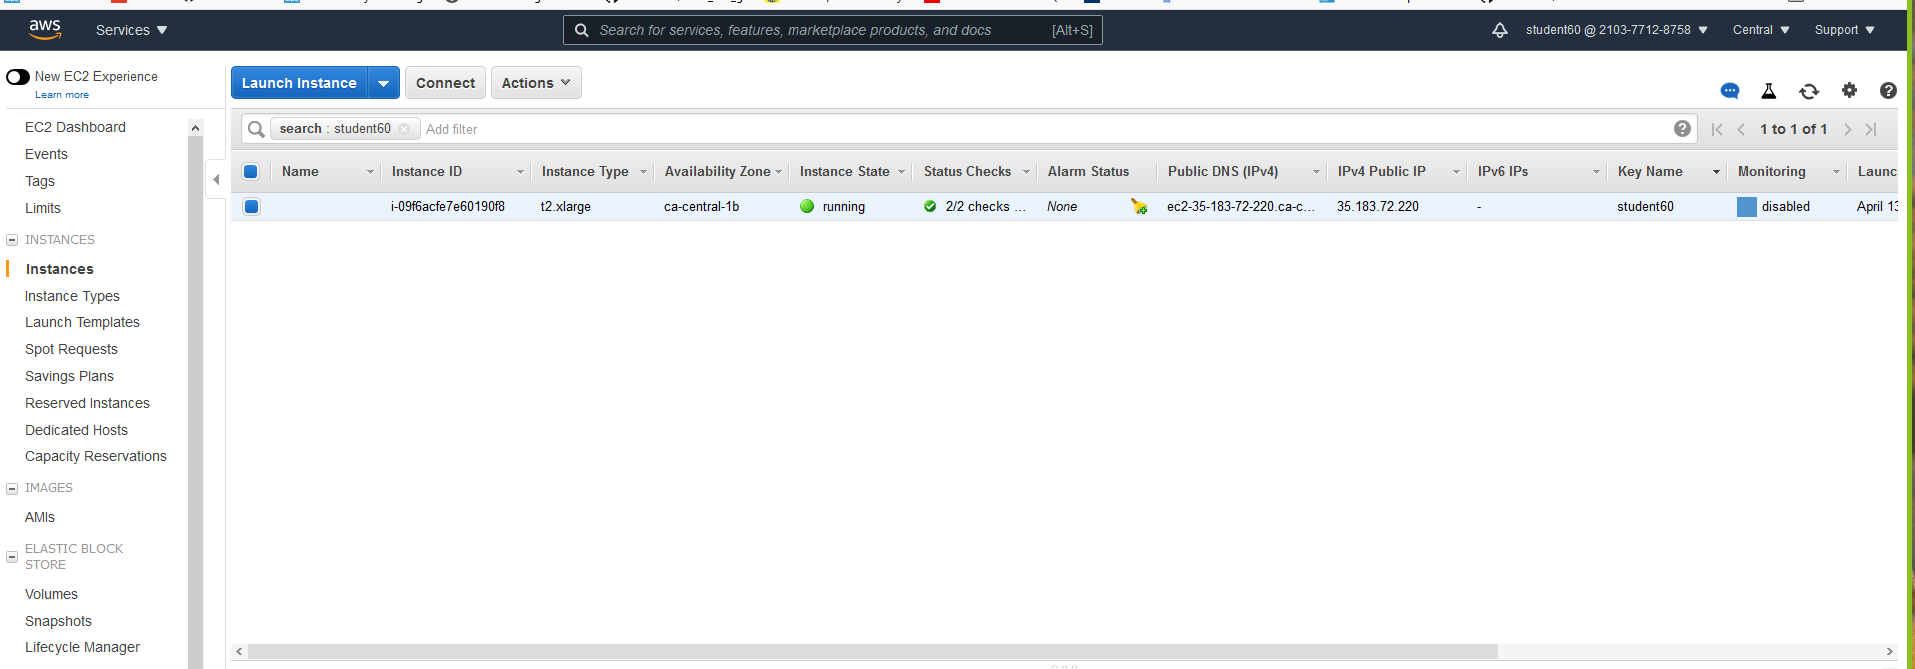 aws Services Search for services, features, marketplace products, and docs [Alt+S] student60 @ 2103-7712-8758 Central Support
New EC2 Experience
Learn more
EC2 Dashboard
Events
Tags
Limits
INSTANCES
Instances
Instance Types
Launch Templates
Spot Requests
Savings Plans
Reserved Instances
Dedicated Hosts
Capacity Reservations
IMAGES
AMIs
ELASTIC BLOCK
STORE
Volumes
Snapshots
Lifecycle Manager
Launch Instance Connect Actions
search : student60 Add filter 1 to 1 of 1
Name Instance ID Instance Type Availability Zone Instance State Status Checks Alarm Status Public DNS (IPv4) IPv4 Public IP IPv6 IPs Key Name Monitoring Launc
i-09f6acfe7e60190f8 t2.xlarge ca-central-1b running 2/2 checks ... None ec2-35-183-72-220.ca-c... 35.183.72.220 - student60 disabled April 13